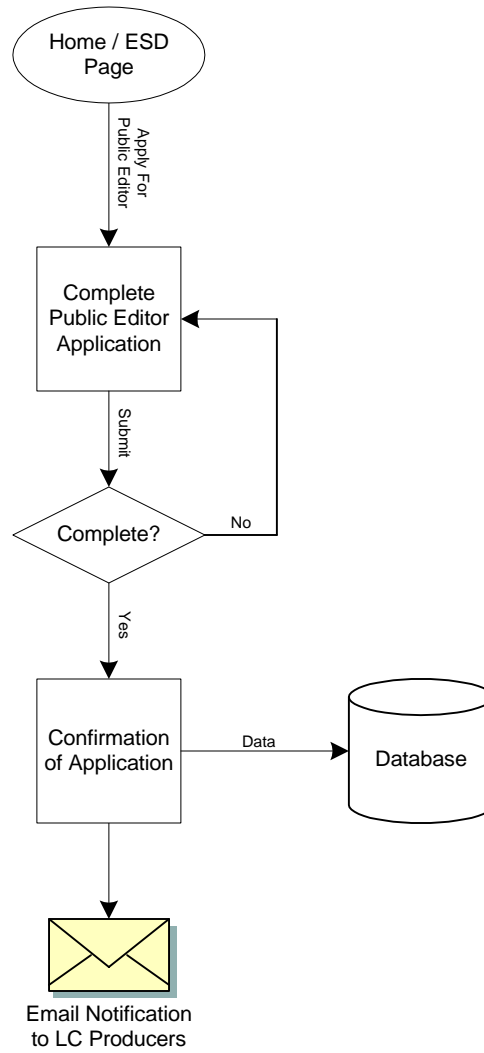 Home / ESD
Page
Apply For
Public Editor
Complete
Public Editor
Application
Submit
Complete?
No
Yes
Confirmation
of Application
Data
Database
Email Notification
to LC Producers